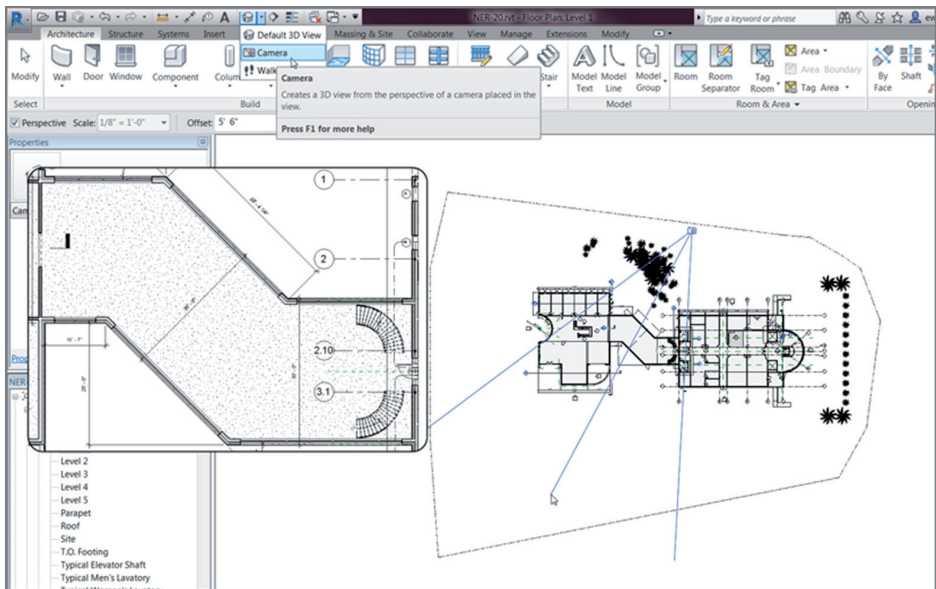 NER-20.rvt - Floor Plan: Level 1
Type a keyword or phrase
Architecture Structure Systems Insert Massing & Site Collaborate View Manage Extensions Modify
Default 3D View
Camera
Modify Wall Door Window Component Stair Model Text Model Line Model Group Room Room Separator Tag Room By Face Shaft
Area
Area Boundary
Tag Area
Select Build Model Room & Area
Camera
Creates a 3D view from the perspective of a camera placed in the
view.
Press F1 for more help
Perspective Scale: 1/8" = 1'-0" Offset: 5' 6"
Properties
1
2
2.10
3.1
Level 2
Level 3
Level 4
Level 5
Parapet
Roof
Site
T.O. Footing
Typical Elevator Shaft
Typical Men's Lavatory